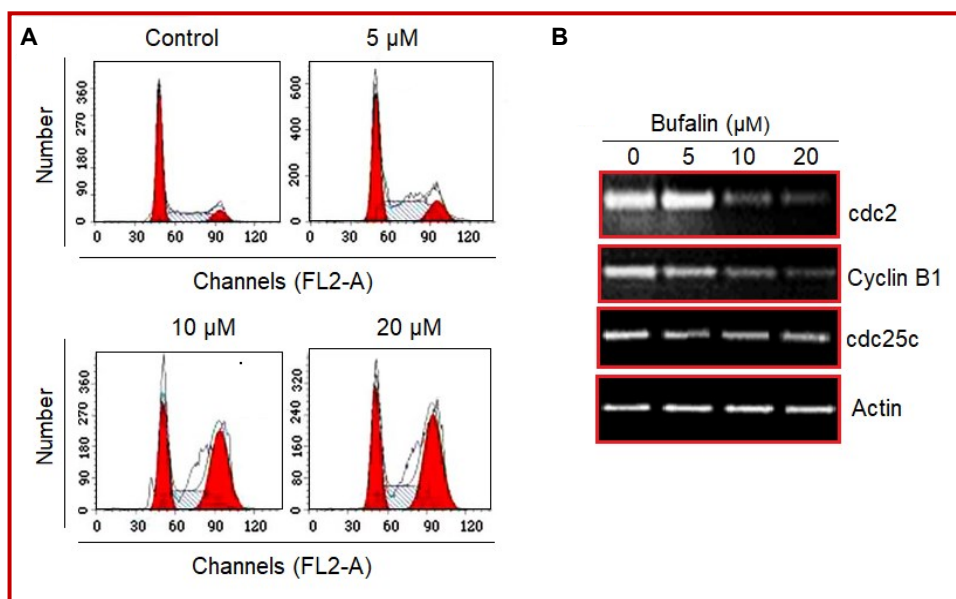 A
Control
5 µM
Number
360
270
180
90
0
0 30 60 90 120
600
400
200
0
0 30 60 90 120
Channels (FL2-A)
10 µM
20 µM
Number
360
270
180
90
0
0 30 60 90 120
320
240
160
80
0
0 30 60 90 120
Channels (FL2-A)
B
Bufalin (µM)
0 5 10 20
cdc2
Cyclin B1
cdc25c
Actin